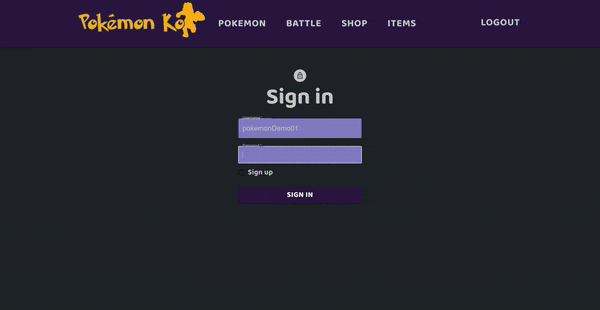 Pokémon Ko
POKEMON BATTLE SHOP ITEMS LOGOUT
Sign in
Username *
pokemonDemo01
Password *
Sign up
SIGN IN